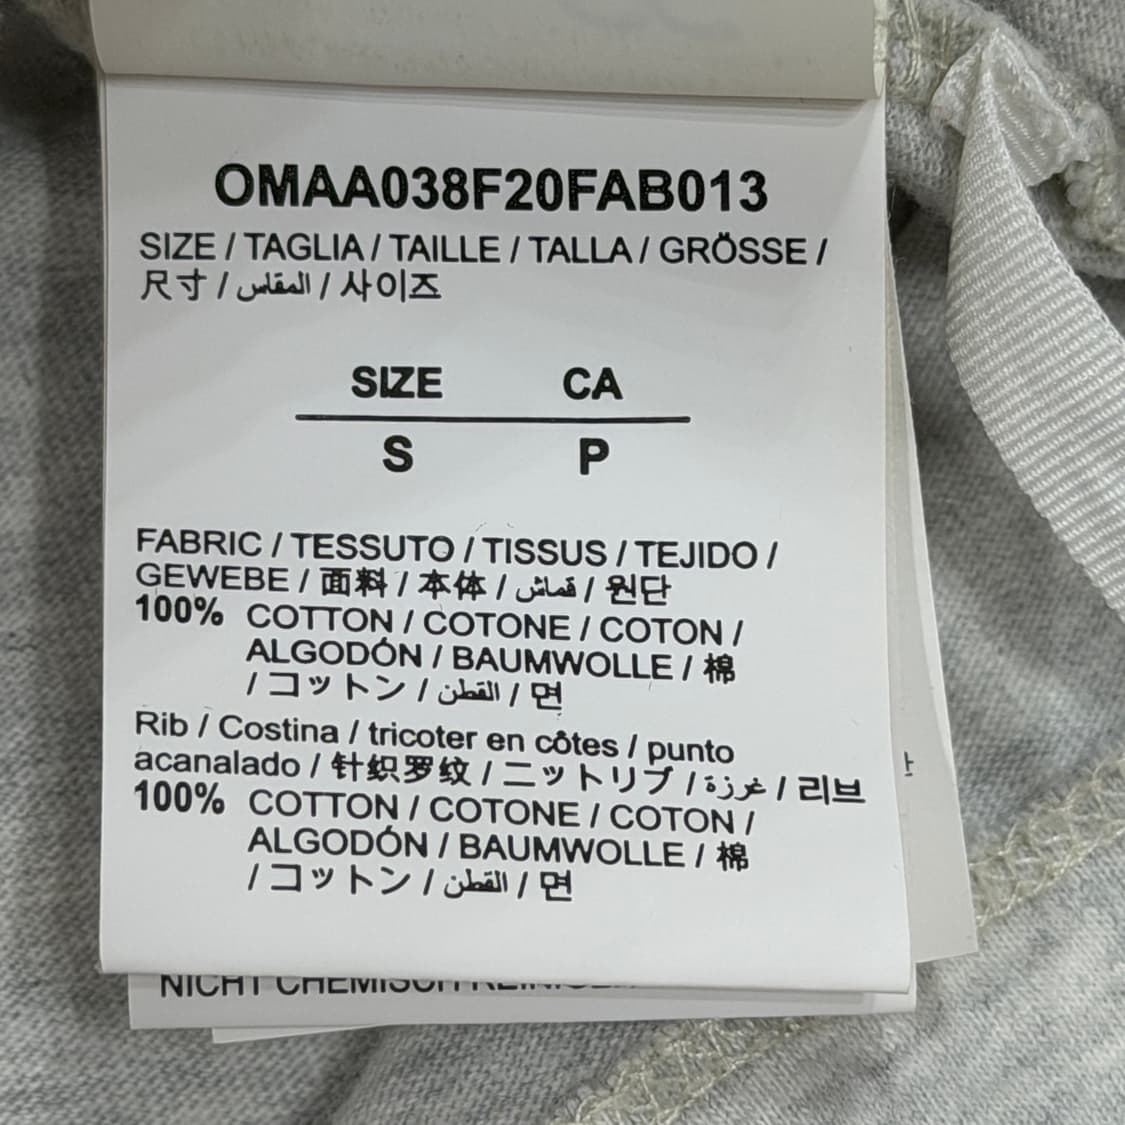 OMAA038F20FAB013
SIZE / TAGLIA / TAILLE / TALLA / GRÖSSE /
尺寸 / المقاس / 사이즈
SIZE CA
S P
FABRIC / TESSUTO / TISSUS / TEJIDO /
GEWEBE / 面料 / 本体 / قماش / 원단
100% COTTON / COTONE / COTON /
ALGODÓN / BAUMWOLLE / 棉
/ コットン / القطن / 면
Rib / Costina / tricoter en côtes / punto
acanalado / 针织罗纹 / ニットリブ / غرزة / 리브
100% COTTON / COTONE / COTON /
ALGODÓN / BAUMWOLLE / 棉
/ コットン / القطن / 면
NICHT CHEMISCH